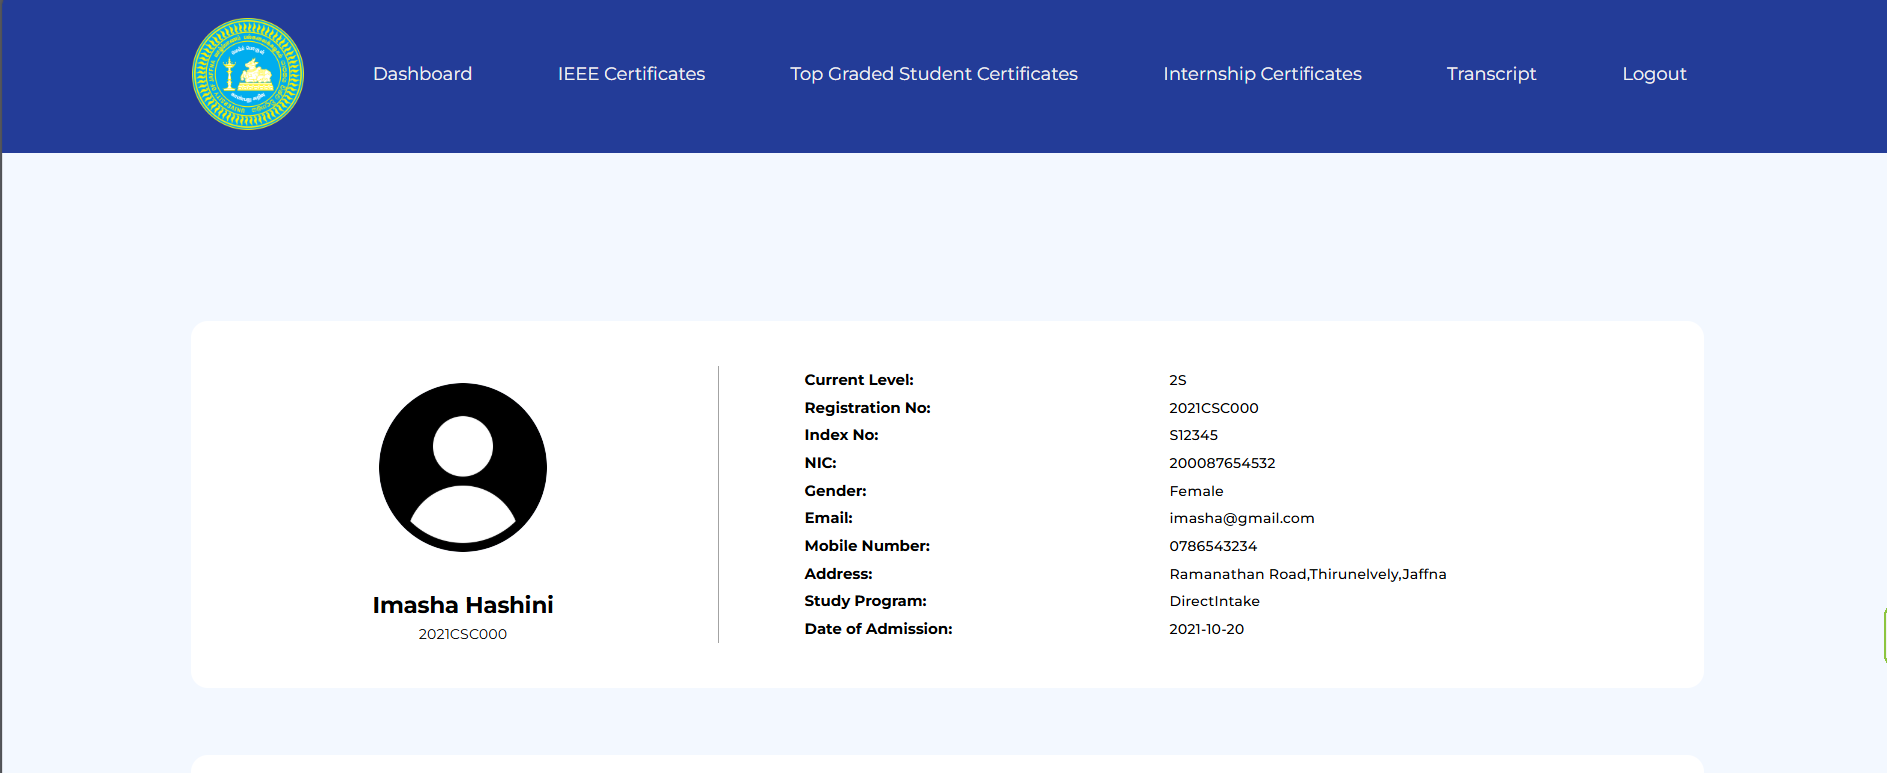 Dashboard
IEEE Certificates
Top Graded Student Certificates
Internship Certificates
Transcript
Logout
Imasha Hashini
2021CSC000
Current Level: 2S
Registration No: 2021CSC000
Index No: S12345
NIC: 200087654532
Gender: Female
Email: imasha@gmail.com
Mobile Number: 0786543234
Address: Ramanathan Road,Thirunelvely,Jaffna
Study Program: DirectIntake
Date of Admission: 2021-10-20